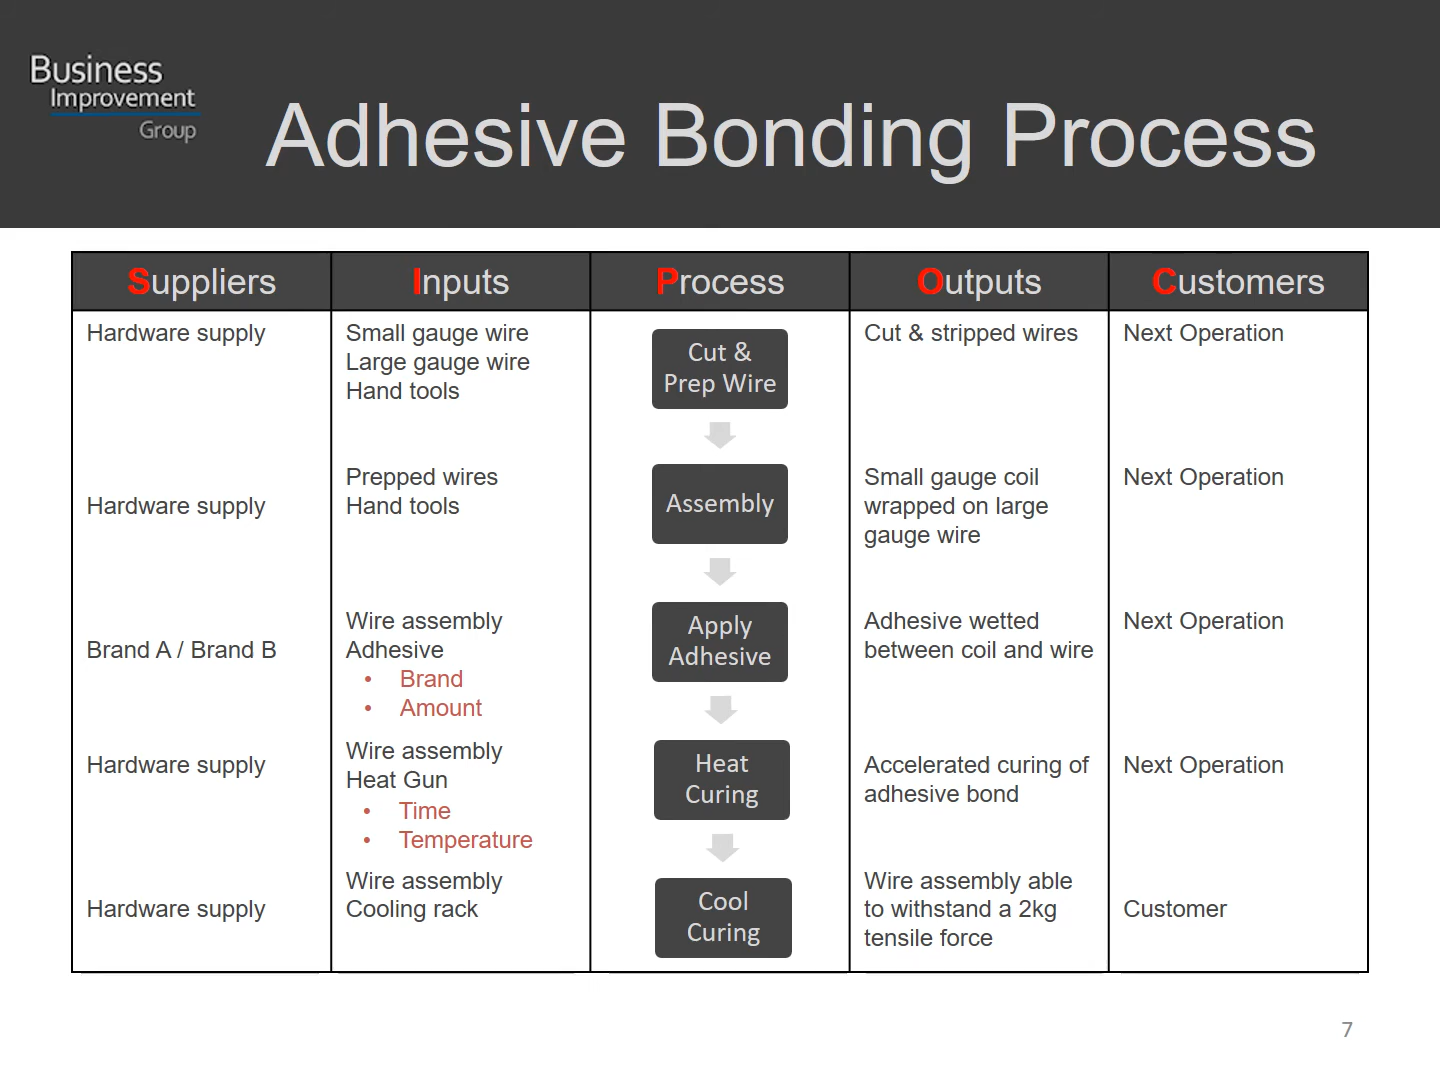 Business
Improvement
Group
Adhesive Bonding Process
Suppliers
Inputs
Process
Outputs
Customers
Hardware supply
Small gauge wire
Large gauge wire
Hand tools
Cut &
Prep Wire
Cut & stripped wires
Next Operation
Hardware supply
Prepped wires
Hand tools
Assembly
Small gauge coil
wrapped on large
gauge wire
Next Operation
Brand A / Brand B
Wire assembly
Adhesive
• Brand
• Amount
Apply
Adhesive
Adhesive wetted
between coil and wire
Next Operation
Hardware supply
Wire assembly
Heat Gun
• Time
• Temperature
Heat
Curing
Accelerated curing of
adhesive bond
Next Operation
Hardware supply
Wire assembly
Cooling rack
Cool
Curing
Wire assembly able
to withstand a 2kg
tensile force
Customer
7